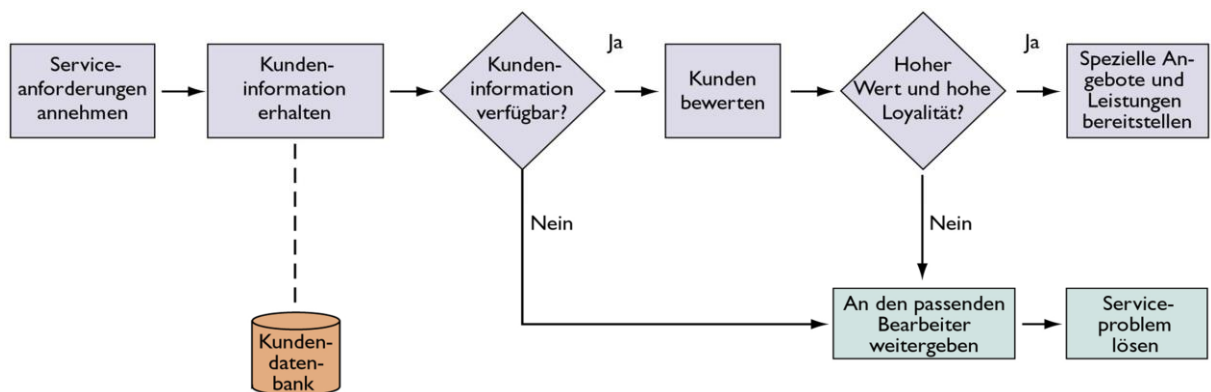 Service-
anforderungen
annehmen
Kunden-
information
erhalten
Kunden-
information
verfügbar?
Ja
Kunden
bewerten
Hoher
Wert und hohe
Loyalität?
Ja
Spezielle An-
gebote und
Leistungen
bereitstellen
Nein
Nein
Kunden-
daten-
bank
An den passenden
Bearbeiter
weitergeben
Service-
problem
lösen